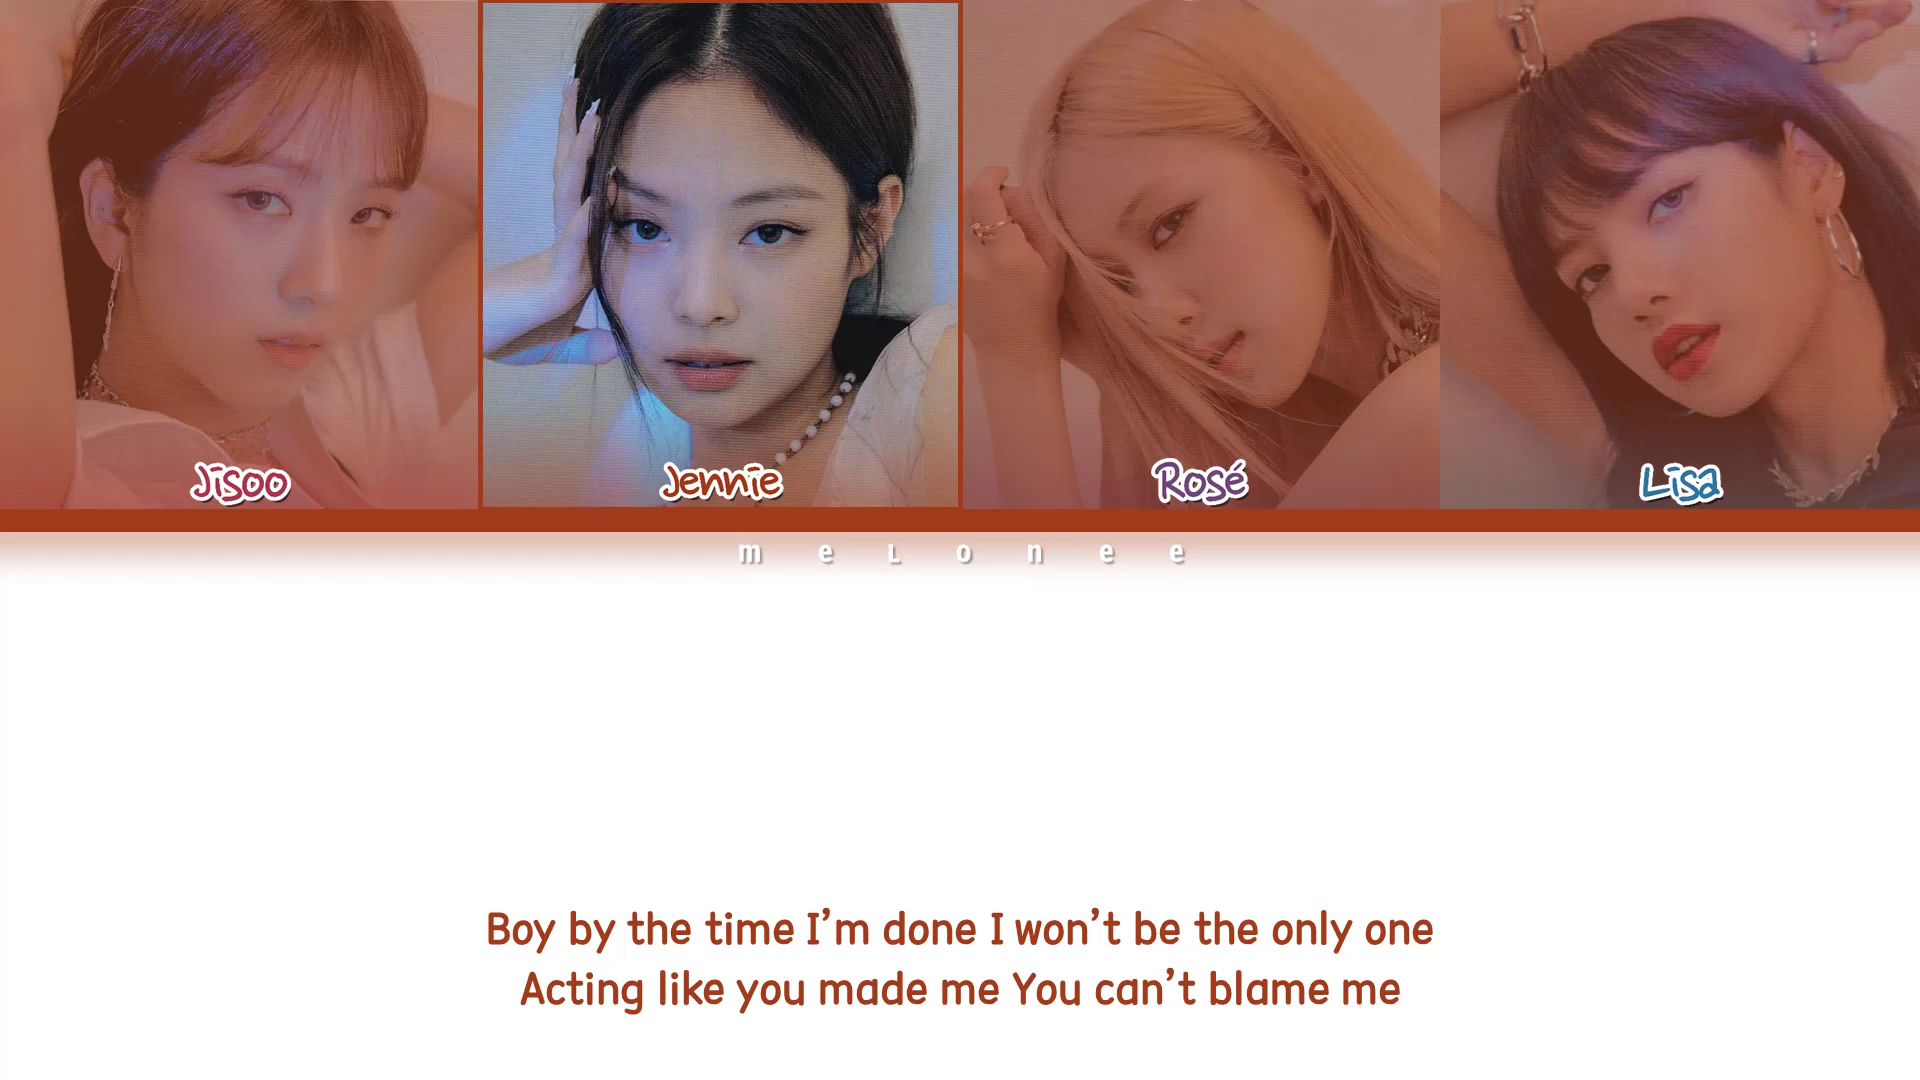 Jisoo
Jennie
Rosé
Lisa
meLonee
Boy by the time I’m done I won’t be the only one
Acting like you made me You can’t blame me